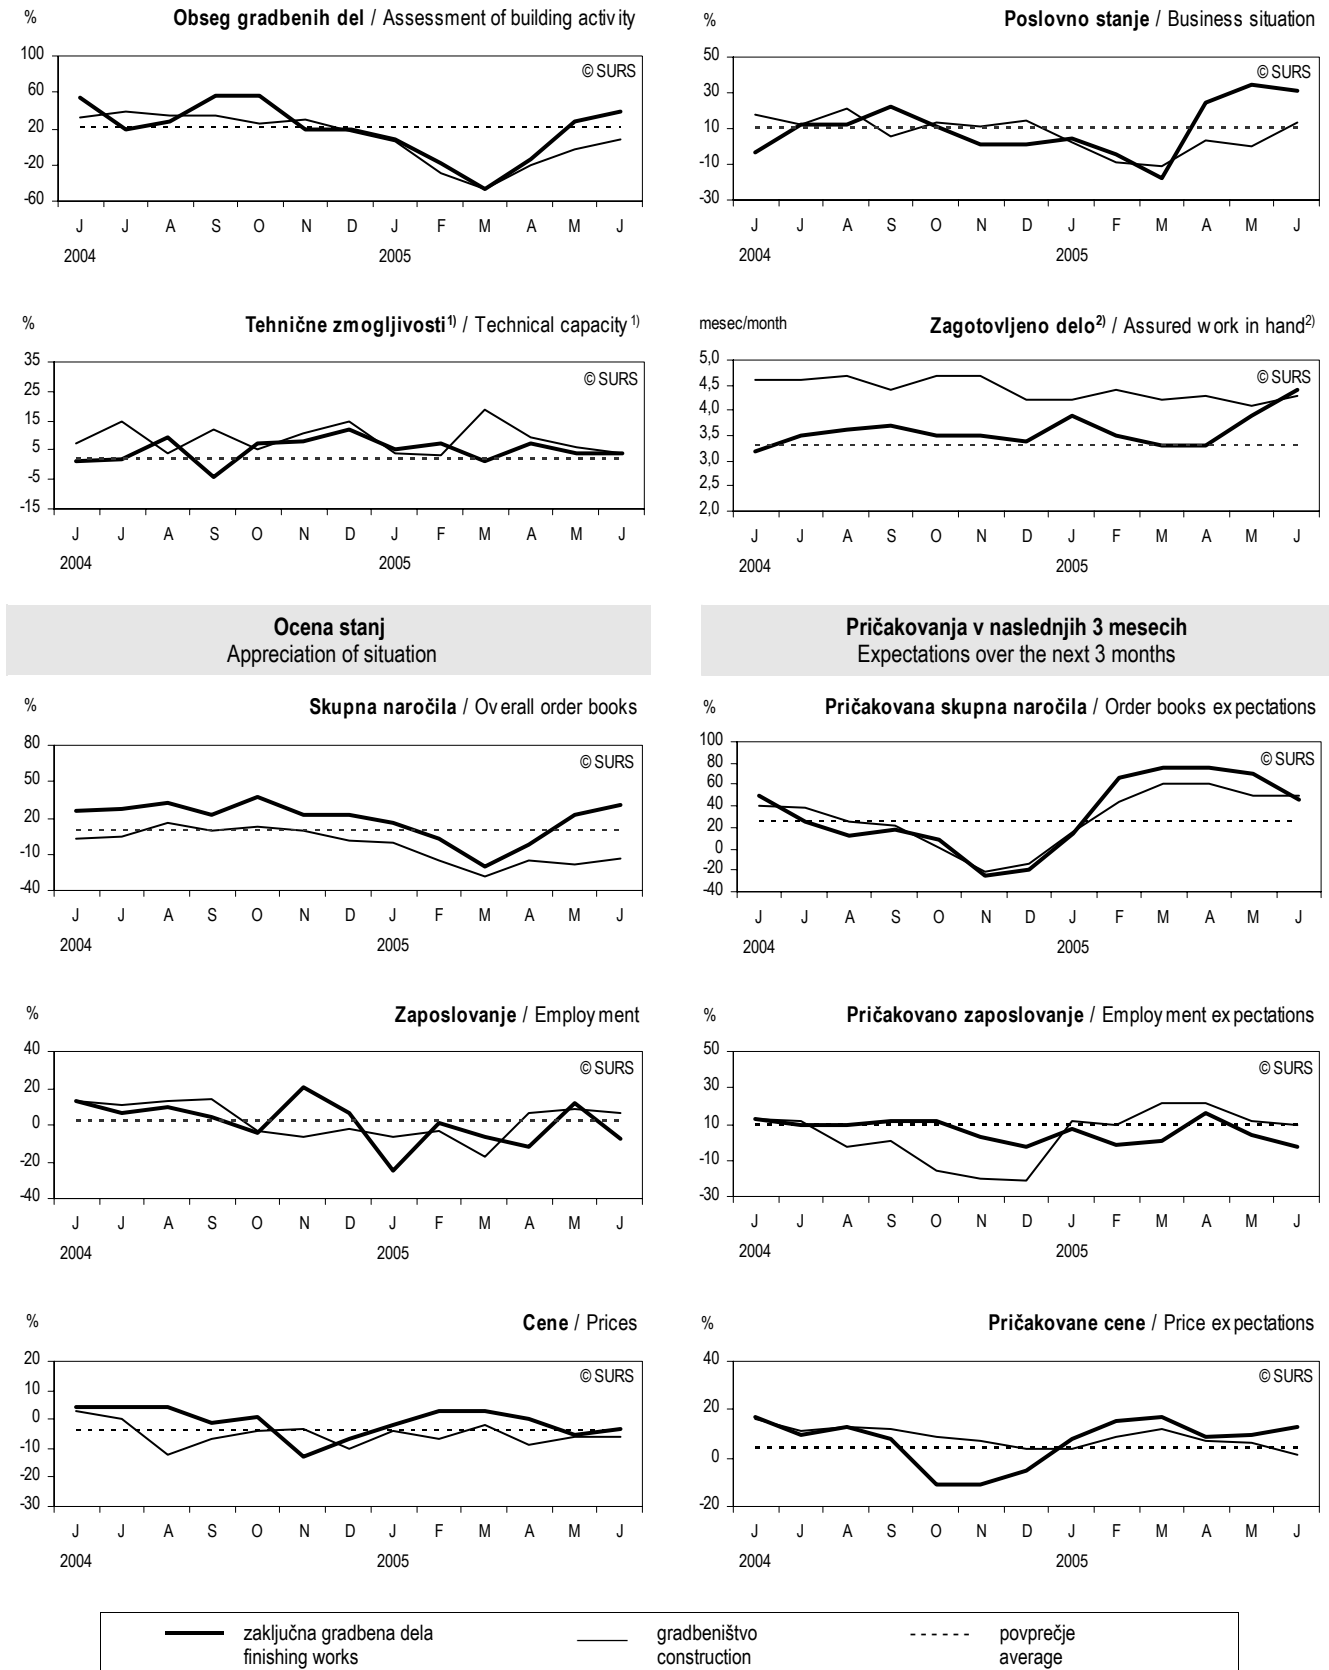 % Obseg gradbenih del / Assessment of building activity
100
60
20
-20
-60
© SURS
J J A S O N D J F M A M J
2004 2005
% Poslovno stanje / Business situation
50
30
10
-10
-30
© SURS
J J A S O N D J F M A M J
2004 2005
% Tehnične zmogljivosti1) / Technical capacity 1)
35
25
15
5
-5
-15
© SURS
J J A S O N D J F M A M J
2004 2005
mesec/month Zagotovljeno delo2) / Assured work in hand2)
5,0
4,5
4,0
3,5
3,0
2,5
2,0
© SURS
J J A S O N D J F M A M J
2004 2005
Ocena stanj
Appreciation of situation
Pričakovanja v naslednjih 3 mesecih
Expectations over the next 3 months
% Skupna naročila / Overall order books
80
50
20
-10
-40
© SURS
J J A S O N D J F M A M J
2004 2005
% Pričakovana skupna naročila / Order books expectations
100
80
60
40
20
0
-20
-40
© SURS
J J A S O N D J F M A M J
2004 2005
% Zaposlovanje / Employment
40
20
0
-20
-40
© SURS
J J A S O N D J F M A M J
2004 2005
% Pričakovano zaposlovanje / Employment expectations
50
30
10
-10
-30
© SURS
J J A S O N D J F M A M J
2004 2005
% Cene / Prices
20
10
0
-10
-20
-30
© SURS
J J A S O N D J F M A M J
2004 2005
% Pričakovane cene / Price expectations
40
20
0
-20
© SURS
J J A S O N D J F M A M J
2004 2005
zaključna gradbena dela gradbeništvo povprečje
finishing works construction average